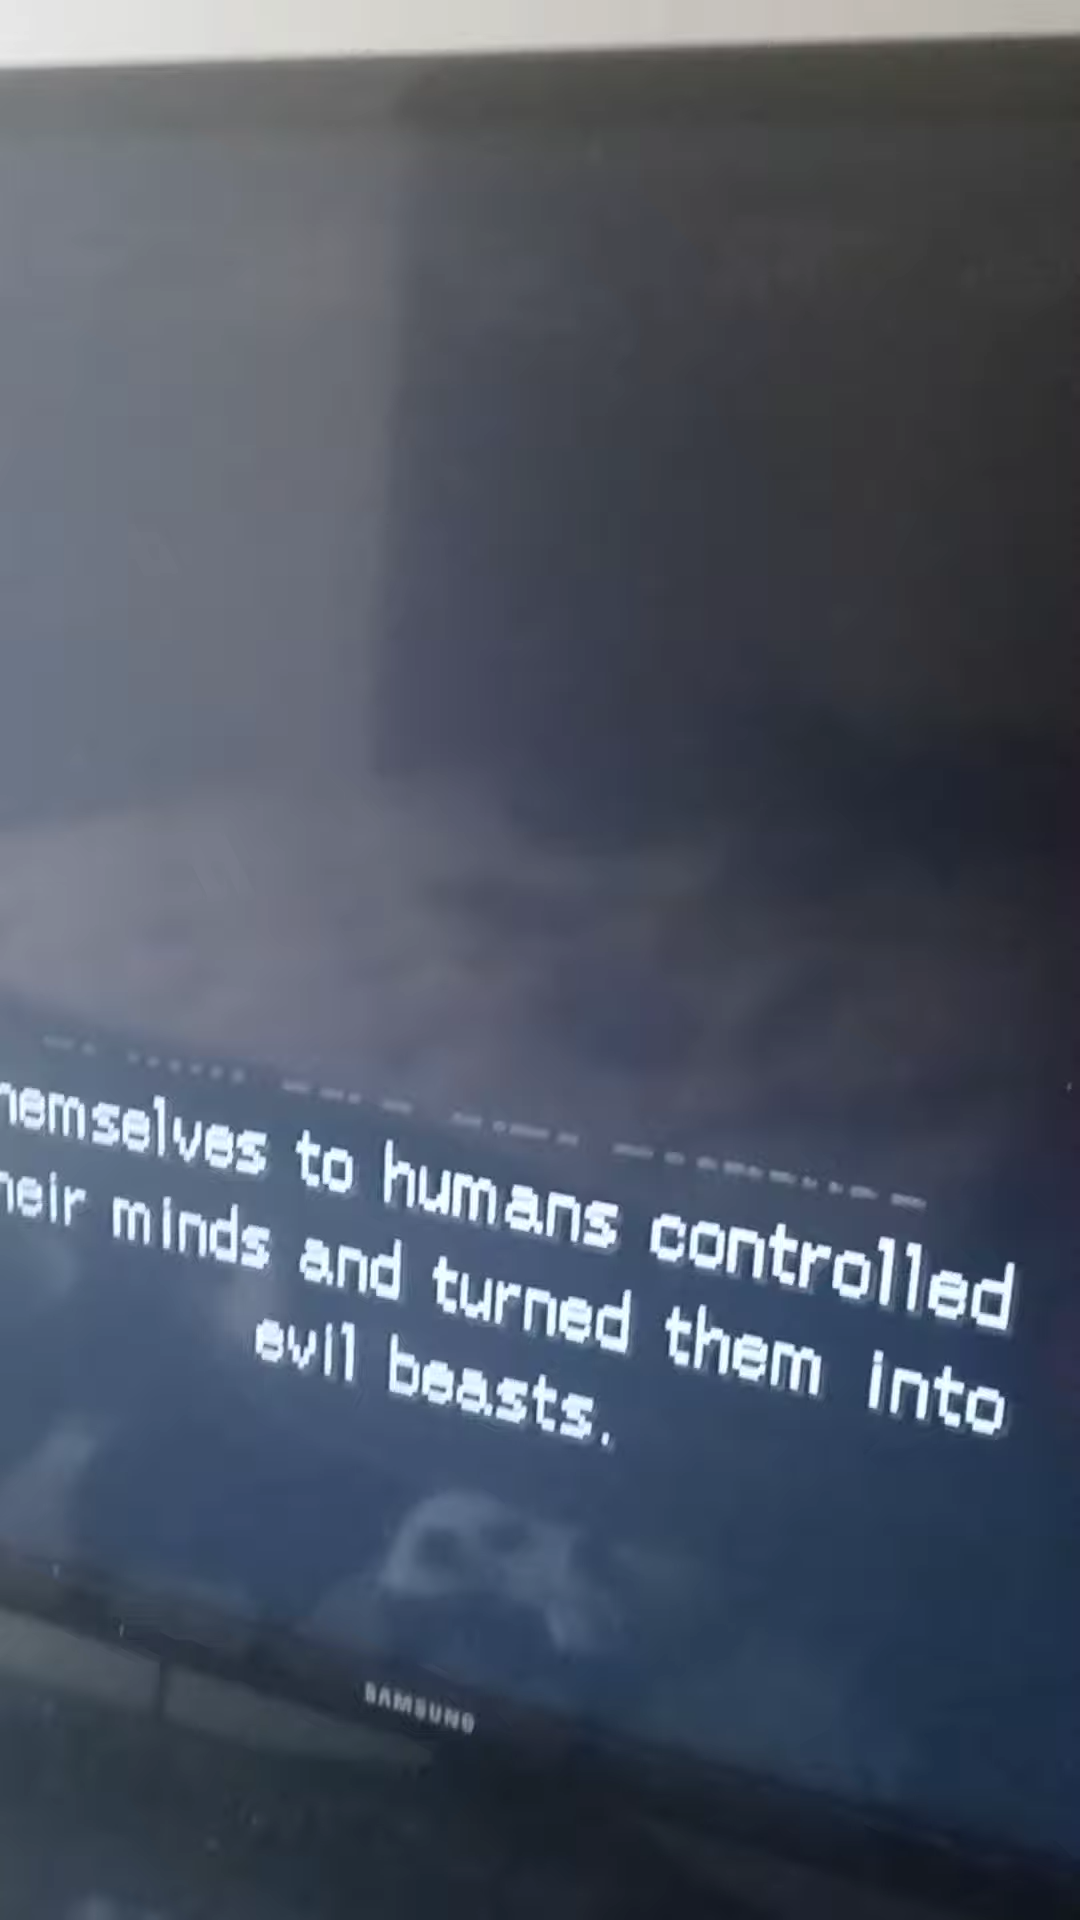 hemselves to humans controlled
heir minds and turned them into
evil beasts.
SAMSUNG